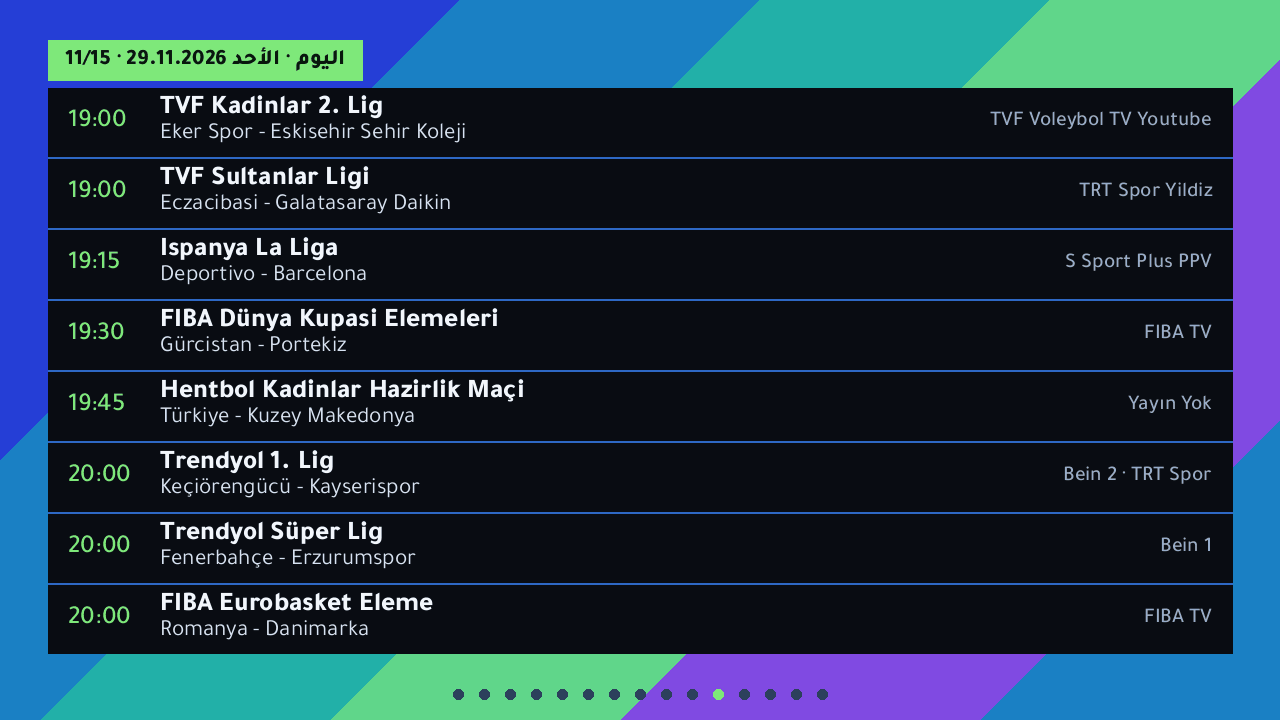 اليوم · الأحد 29.11.2026 · 11/15
19:00
TVF Kadinlar 2. Lig
Eker Spor - Eskisehir Sehir Koleji
TVF Voleybol TV Youtube
19:00
TVF Sultanlar Ligi
Eczacibasi - Galatasaray Daikin
TRT Spor Yildiz
19:15
Ispanya La Liga
Deportivo - Barcelona
S Sport Plus PPV
19:30
FIBA Dünya Kupasi Elemeleri
Gürcistan - Portekiz
FIBA TV
19:45
Hentbol Kadinlar Hazirlik Maçi
Türkiye - Kuzey Makedonya
Yayın Yok
20:00
Trendyol 1. Lig
Keçiörengücü - Kayserispor
Bein 2 · TRT Spor
20:00
Trendyol Süper Lig
Fenerbahçe - Erzurumspor
Bein 1
20:00
FIBA Eurobasket Eleme
Romanya - Danimarka
FIBA TV